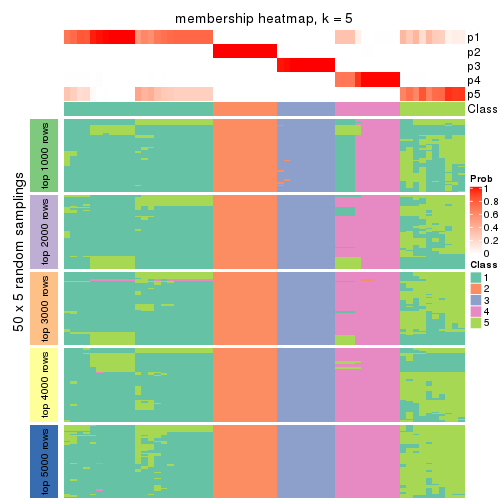 membership heatmap, k = 5
p1
p2
p3
p4
p5
Class
50 x 5 random samplings
top 1000 rows
top 2000 rows
top 3000 rows
top 4000 rows
top 5000 rows
Prob
1
0.8
0.6
0.4
0.2
0
Class
1
2
3
4
5